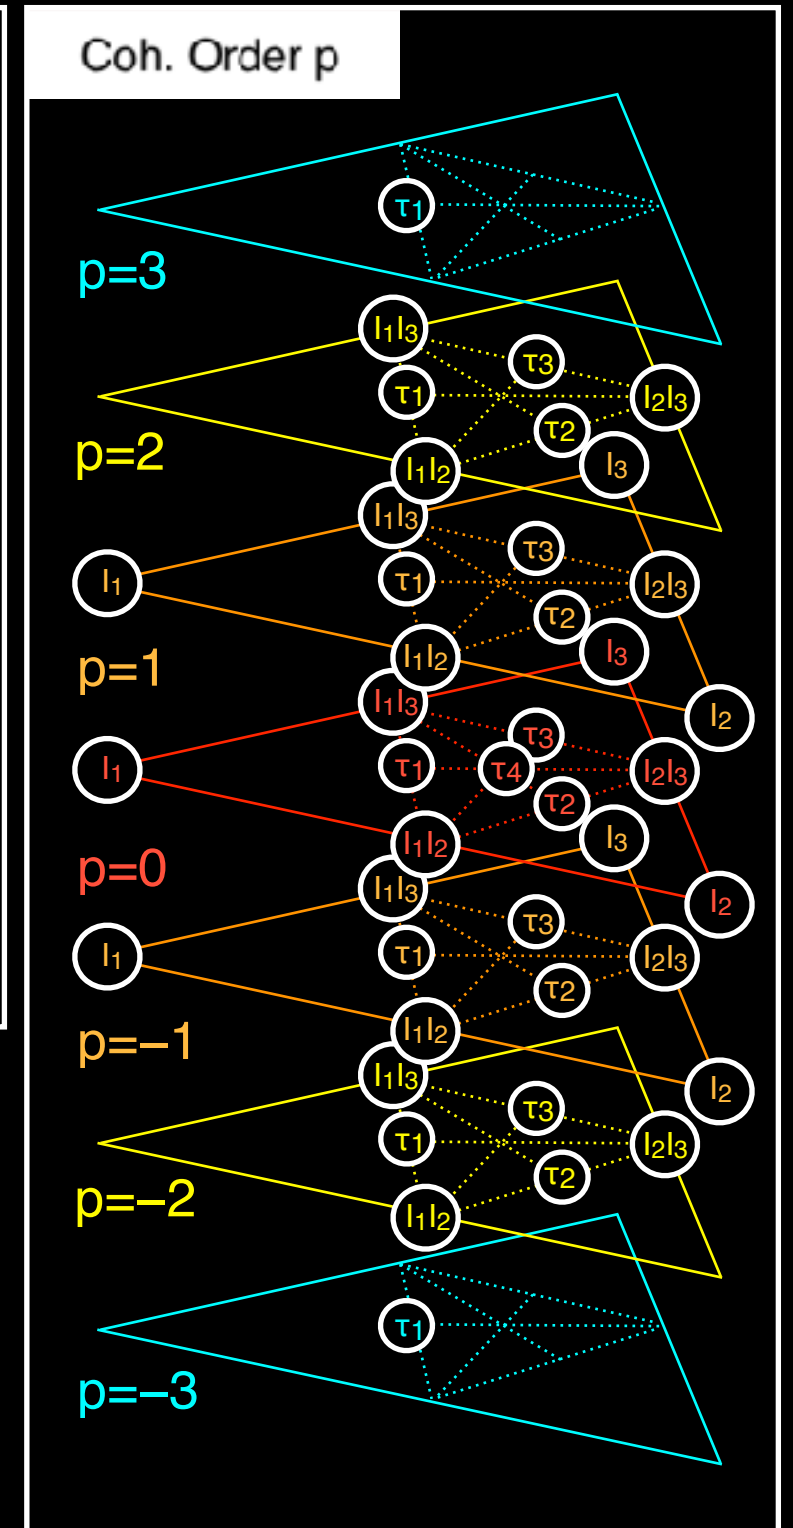 Coh. Order p
τ1
p=3
I1I3
τ3
τ1
I2I3
τ2
p=2
I3
I1I2
I1I3
τ3
I1
τ1
I2I3
τ2
p=1
I3
I1I2
I1I3
I2
τ3
I1
τ1
τ4
I2I3
τ2
p=0
I3
I1I2
I1I3
I2
τ3
I1
τ1
I2I3
τ2
p=–1
I1I2
I1I3
I2
τ3
τ1
I2I3
τ2
p=–2
I1I2
τ1
p=–3